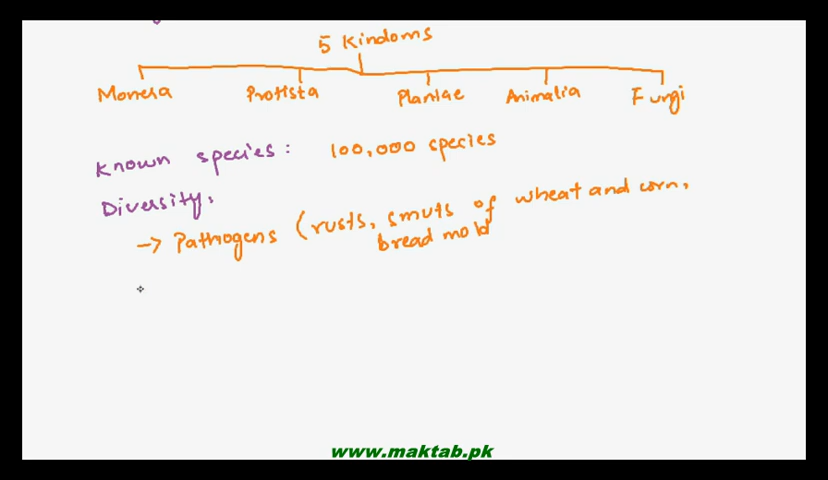 5 Kindoms
Monera Protista Plantae Animalia Fungi
Known species: 100,000 species
Diversity,
-> Pathogens (rusts, smuts of wheat and corn,
bread mold
www.maktab.pk